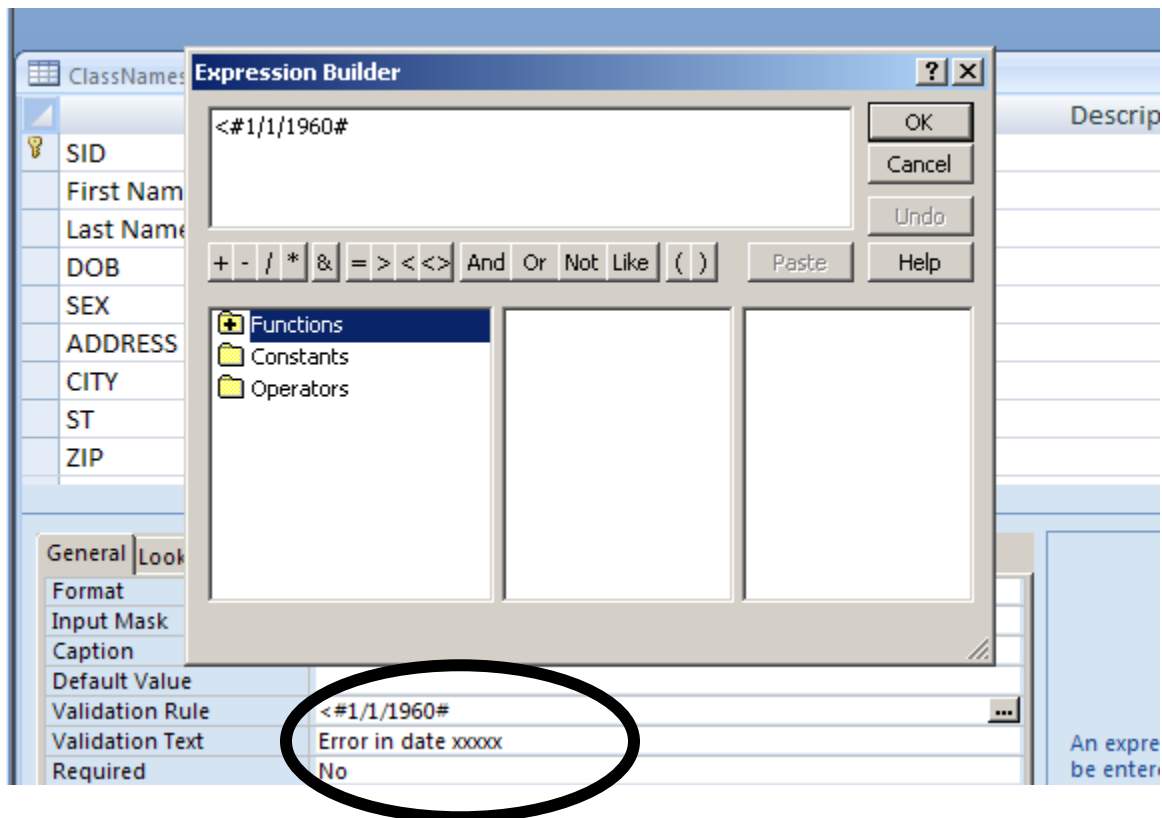 ClassNames
Expression Builder
? X
<#1/1/1960#
OK
Cancel
Undo
Help
Descrip
SID
First Nam
Last Name
DOB
SEX
ADDRESS
CITY
ST
ZIP
+ - / * & = > < <> And Or Not Like ( ) Paste
Functions
Constants
Operators
General Look
Format
Input Mask
Caption
Default Value
Validation Rule <#1/1/1960# ...
Validation Text Error in date xxxxx
Required No
An expre
be enter